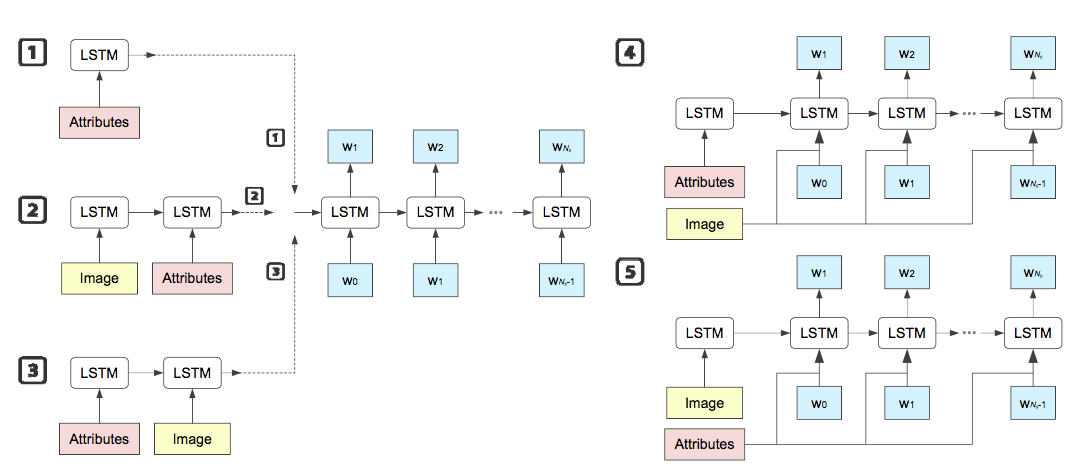 1
LSTM
Attributes
1
2
LSTM
LSTM
2
Image
Attributes
3
3
LSTM
LSTM
Attributes
Image
w1
w2
wNs
LSTM
LSTM
...
LSTM
w0
w1
wNs-1
4
w1
w2
wNs
LSTM
LSTM
LSTM
...
LSTM
Attributes
w0
w1
wNs-1
Image
5
w1
w2
wNs
LSTM
LSTM
LSTM
...
LSTM
Image
w0
w1
wNs-1
Attributes